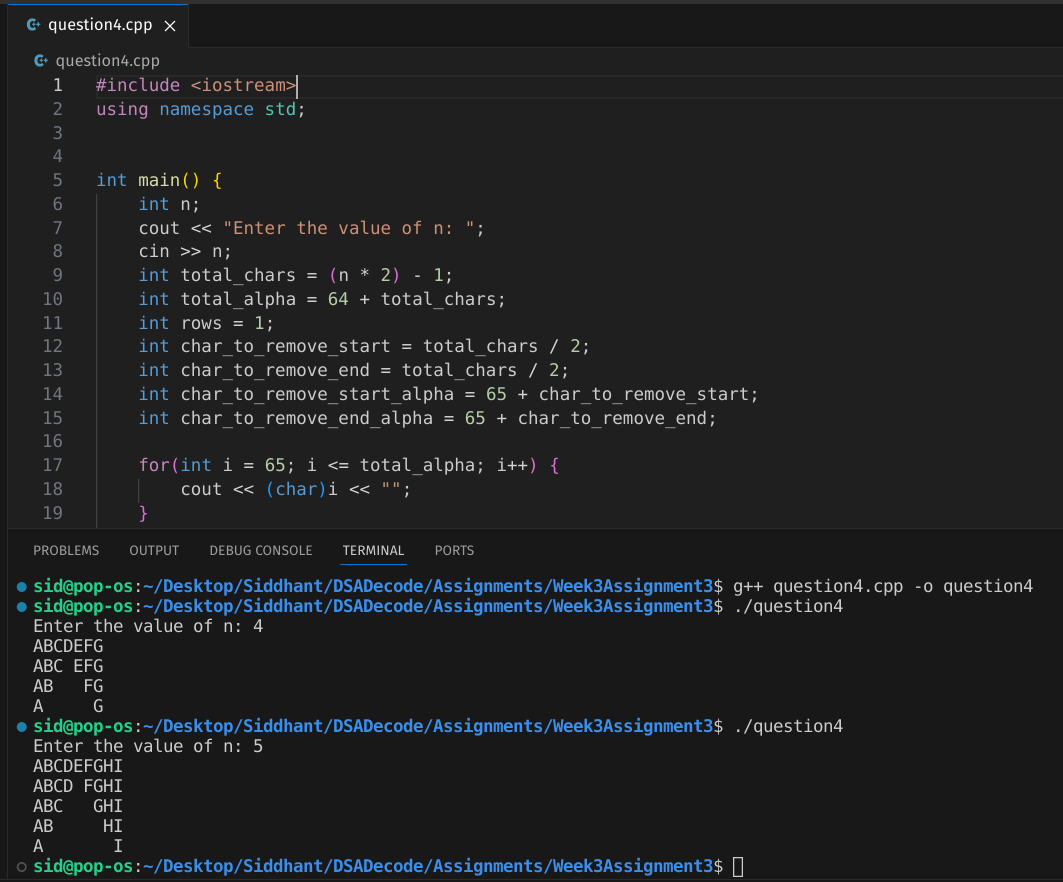 question4.cpp ×
question4.cpp
1 #include <iostream>
2 using namespace std;
3
4
5 int main() {
6     int n;
7     cout << "Enter the value of n: ";
8     cin >> n;
9     int total_chars = (n * 2) - 1;
10     int total_alpha = 64 + total_chars;
11     int rows = 1;
12     int char_to_remove_start = total_chars / 2;
13     int char_to_remove_end = total_chars / 2;
14     int char_to_remove_start_alpha = 65 + char_to_remove_start;
15     int char_to_remove_end_alpha = 65 + char_to_remove_end;
16
17     for(int i = 65; i <= total_alpha; i++) {
18         cout << (char)i << "";
19     }
PROBLEMS OUTPUT DEBUG CONSOLE TERMINAL PORTS
sid@pop-os:~/Desktop/Siddhant/DSADecode/Assignments/Week3Assignment3$ g++ question4.cpp -o question4
sid@pop-os:~/Desktop/Siddhant/DSADecode/Assignments/Week3Assignment3$ ./question4
Enter the value of n: 4
ABCDEFG
ABC EFG
AB   FG
A     G
sid@pop-os:~/Desktop/Siddhant/DSADecode/Assignments/Week3Assignment3$ ./question4
Enter the value of n: 5
ABCDEFGHI
ABCD FGHI
ABC   GHI
AB     HI
A       I
sid@pop-os:~/Desktop/Siddhant/DSADecode/Assignments/Week3Assignment3$